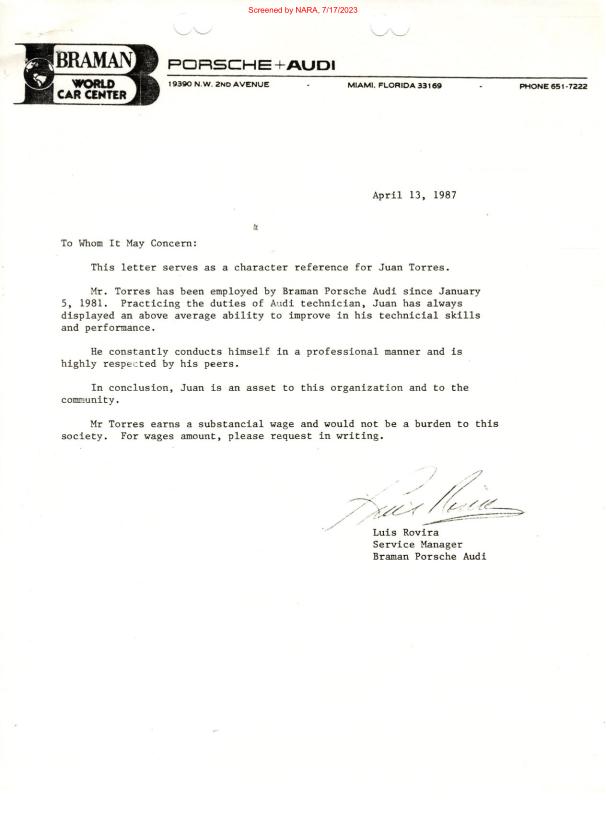 Screened by NARA, 7/17/2023
BRAMAN
WORLD
CAR CENTER
PORSCHE+AUDI
19390 N.W. 2ND AVENUE - MIAMI, FLORIDA 33169 - PHONE 651-7222
April 13, 1987
To Whom It May Concern:
This letter serves as a character reference for Juan Torres.
Mr. Torres has been employed by Braman Porsche Audi since January
5, 1981. Practicing the duties of Audi technician, Juan has always
displayed an above average ability to improve in his technicial skills
and performance.
He constantly conducts himself in a professional manner and is
highly respected by his peers.
In conclusion, Juan is an asset to this organization and to the
community.
Mr Torres earns a substancial wage and would not be a burden to this
society. For wages amount, please request in writing.
Luis Rovira
Luis Rovira
Service Manager
Braman Porsche Audi